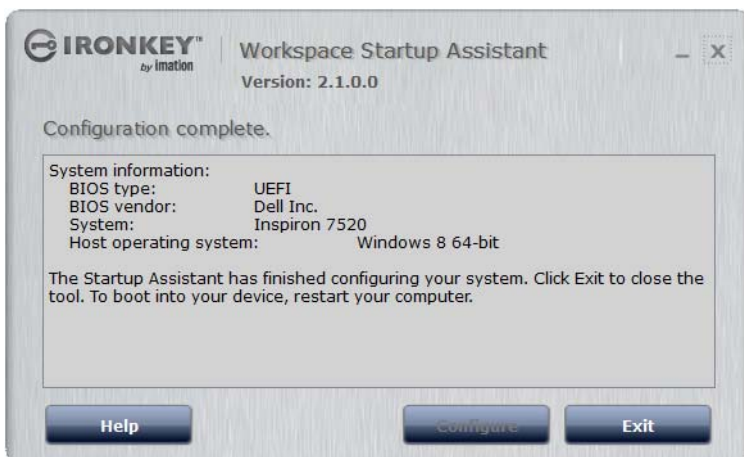 IRONKEY™
by imation
Workspace Startup Assistant
Version: 2.1.0.0
Configuration complete.
System information:
BIOS type: UEFI
BIOS vendor: Dell Inc.
System: Inspiron 7520
Host operating system: Windows 8 64-bit
The Startup Assistant has finished configuring your system. Click Exit to close the
tool. To boot into your device, restart your computer.
Help Configure Exit